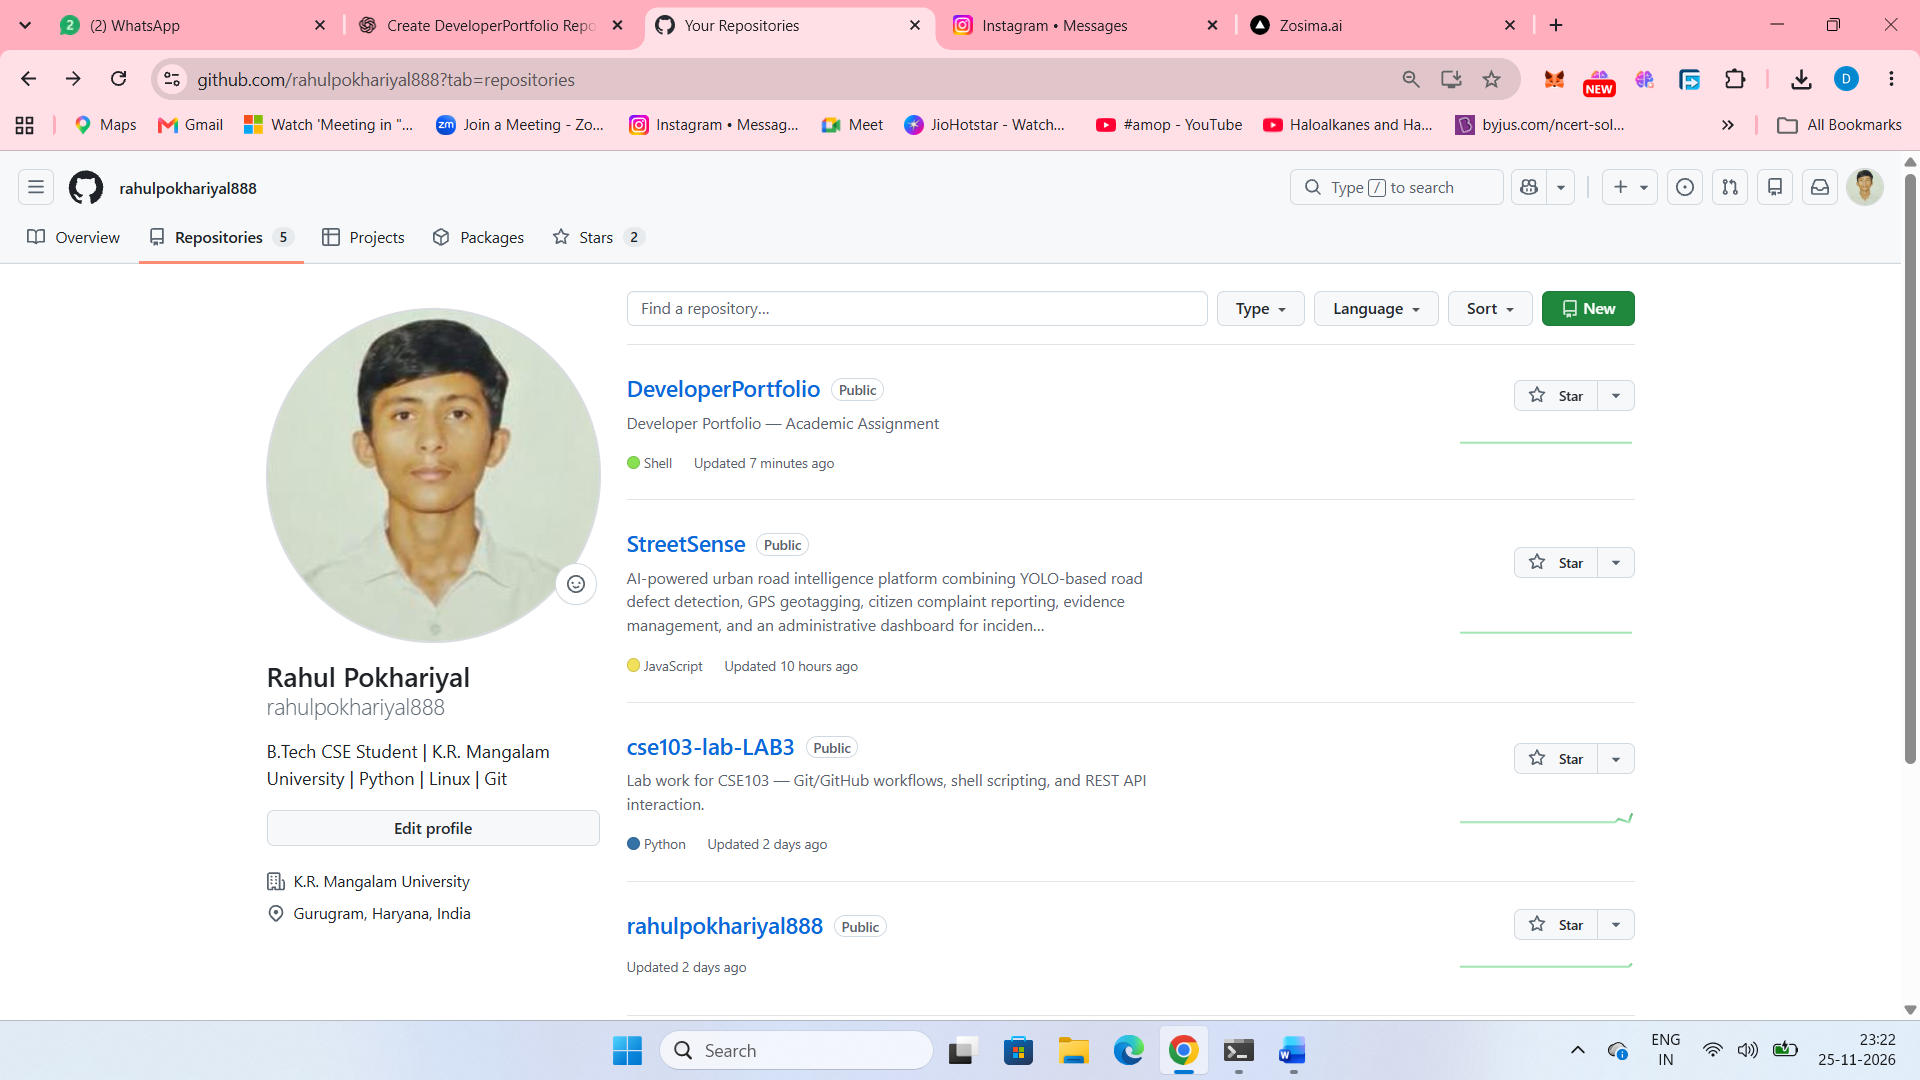 2 (2) WhatsApp
Create DeveloperPortfolio Repo
Your Repositories
Instagram • Messages
Zosima.ai
github.com/rahulpokhariyal888?tab=repositories
NEW
D
Maps
Gmail
Watch 'Meeting in "...
zm Join a Meeting - Zo...
Instagram • Messag...
Meet
JioHotstar - Watch...
#amop - YouTube
Haloalkanes and Ha...
byjus.com/ncert-sol...
All Bookmarks
rahulpokhariyal888
Type / to search
Overview
Repositories 5
Projects
Packages
Stars 2
Find a repository...
Type
Language
Sort
New
DeveloperPortfolio Public
Star
Developer Portfolio — Academic Assignment
Shell Updated 7 minutes ago
StreetSense Public
Star
AI-powered urban road intelligence platform combining YOLO-based road
defect detection, GPS geotagging, citizen complaint reporting, evidence
management, and an administrative dashboard for inciden...
JavaScript Updated 10 hours ago
Rahul Pokhariyal
rahulpokhariyal888
B.Tech CSE Student | K.R. Mangalam
University | Python | Linux | Git
Edit profile
K.R. Mangalam University
Gurugram, Haryana, India
cse103-lab-LAB3 Public
Star
Lab work for CSE103 — Git/GitHub workflows, shell scripting, and REST API
interaction.
Python Updated 2 days ago
rahulpokhariyal888 Public
Star
Updated 2 days ago
Search
W
ENG
IN
23:22
25-11-2026